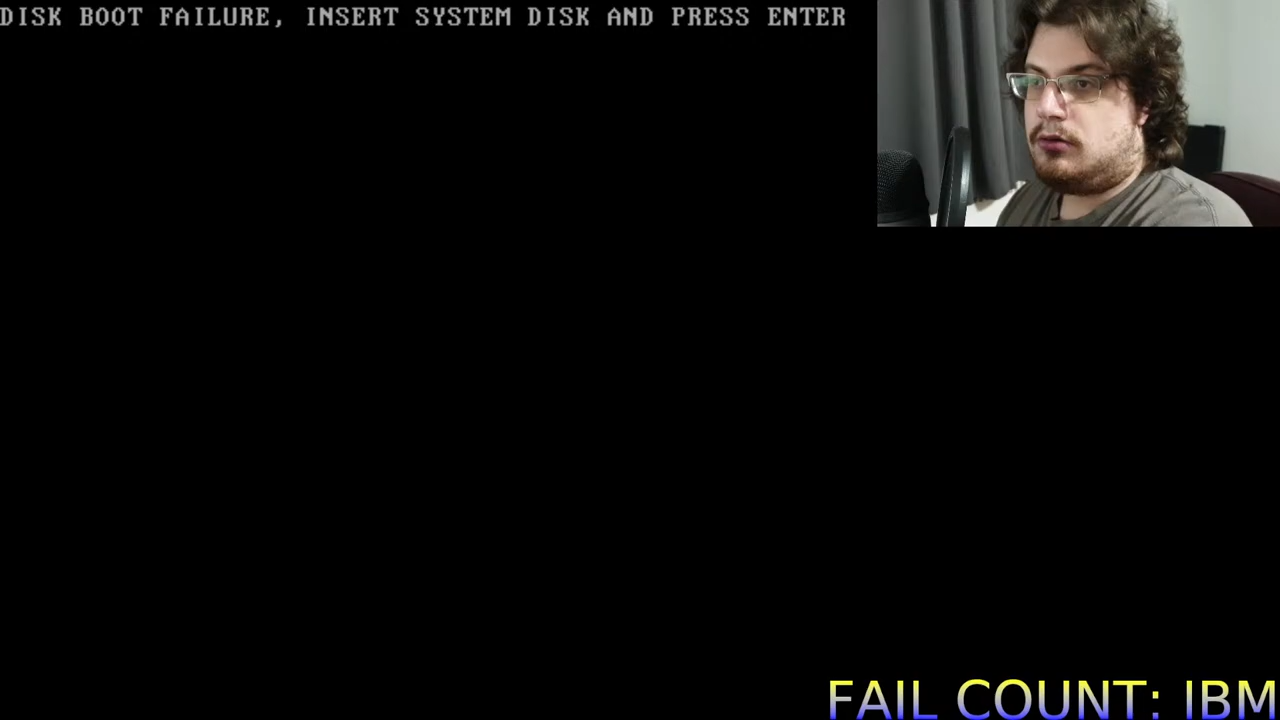 DISK BOOT FAILURE, INSERT SYSTEM DISK AND PRESS ENTER
FAIL COUNT: IBM